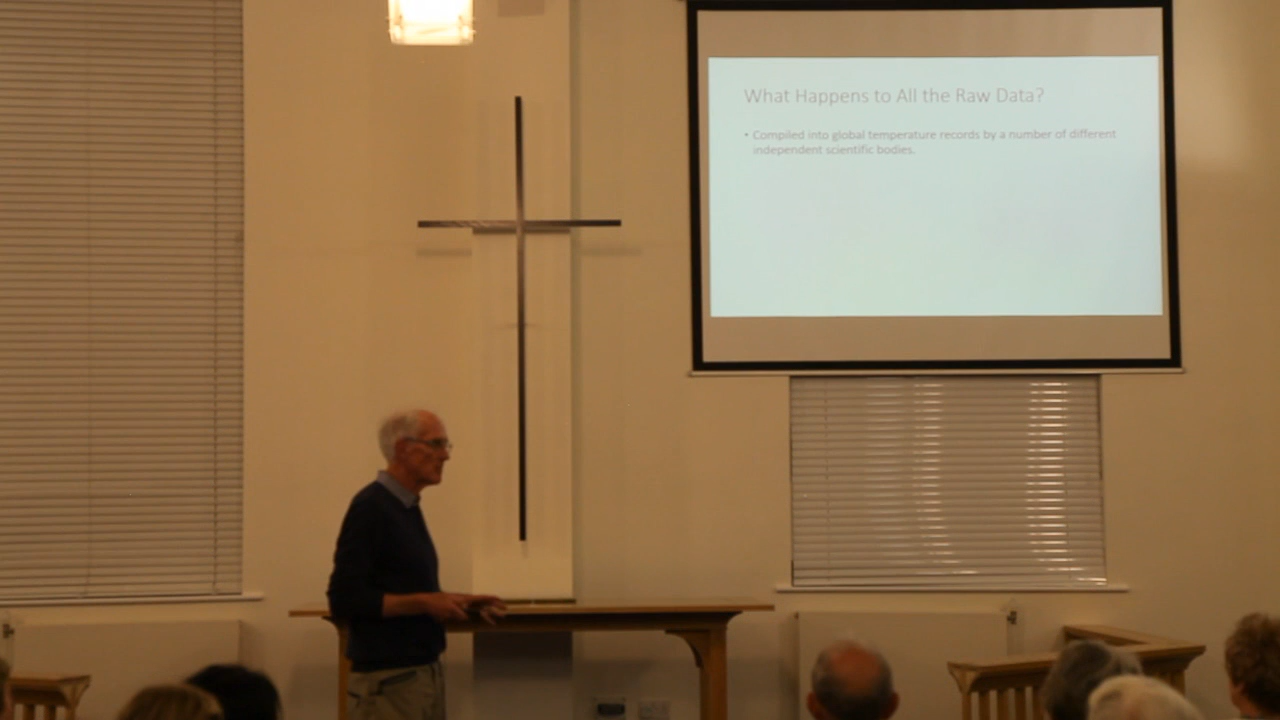 What Happens to All the Raw Data?
• Compiled into global temperature records by a number of different
independent scientific bodies.